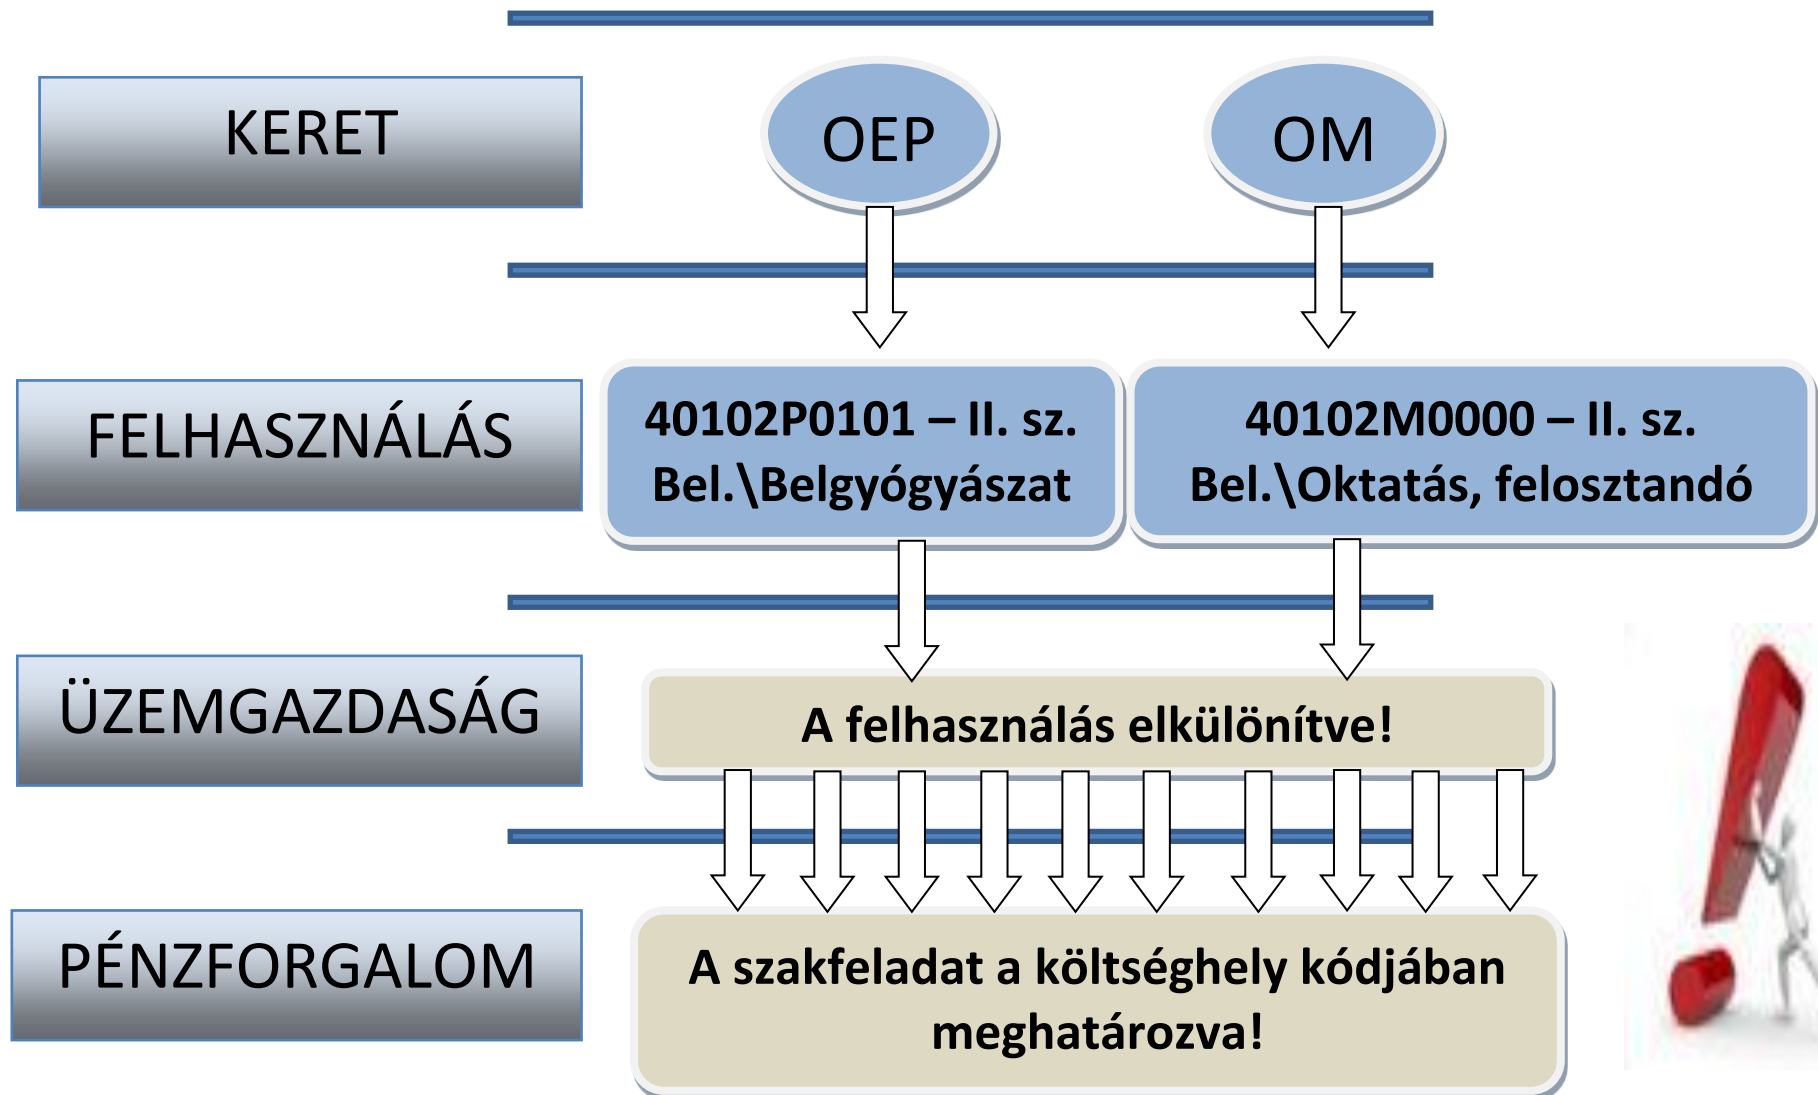 KERET
OEP
OM
FELHASZNÁLÁS
40102P0101 – II. sz.
Bel.\Belgyógyászat
40102M0000 – II. sz.
Bel.\Oktatás, felosztandó
ÜZEMGAZDASÁG
A felhasználás elkülönítve!
PÉNZFORGALOM
A szakfeladat a költséghely kódjában
meghatározva!